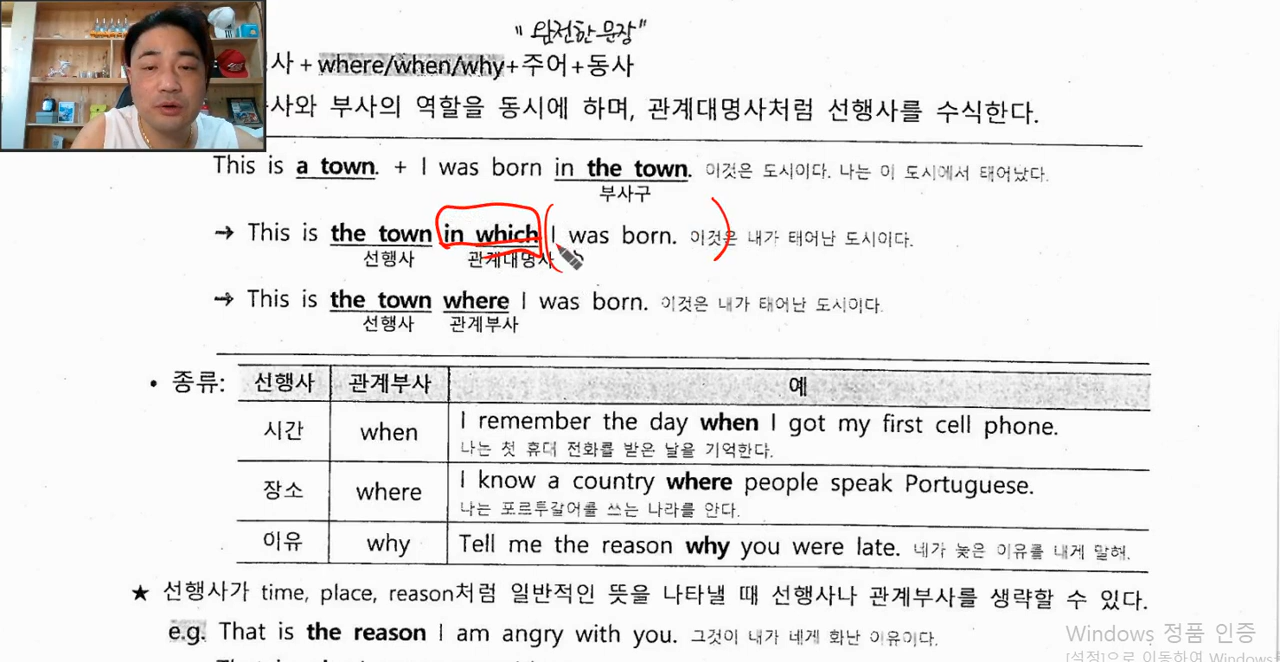 "완전한 문장"
사 + where/when/why+주어+동사
사와 부사의 역할을 동시에 하며, 관계대명사처럼 선행사를 수식한다.
This is a town. + I was born in the town. 이것은 도시이다. 나는 이 도시에서 태어났다.
부사구
→ This is the town in which I was born. 이것은 내가 태어난 도시이다.
선행사 관계대명사
→ This is the town where I was born. 이것은 내가 태어난 도시이다.
선행사 관계부사
• 종류: 선행사 관계부사 예
시간 when I remember the day when I got my first cell phone.
나는 첫 휴대 전화를 받은 날을 기억한다.
장소 where I know a country where people speak Portuguese.
나는 포르투갈어를 쓰는 나라를 안다.
이유 why Tell me the reason why you were late. 네가 늦은 이유를 내게 말해.
★ 선행사가 time, place, reason처럼 일반적인 뜻을 나타낼 때 선행사나 관계부사를 생략할 수 있다.
e.g. That is the reason I am angry with you. 그것이 내가 네게 화난 이유이다.
Windows 정품 인증
[설정]으로 이동하여 Windows